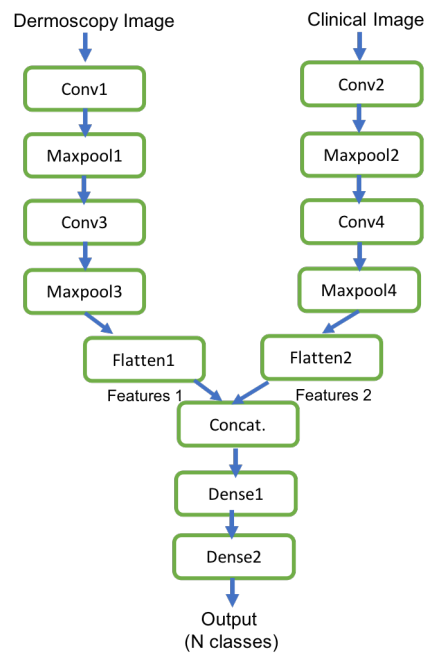 Dermoscopy Image
Clinical Image
Conv1
Conv2
Maxpool1
Maxpool2
Conv3
Conv4
Maxpool3
Maxpool4
Flatten1
Flatten2
Features 1
Features 2
Concat.
Dense1
Dense2
Output
(N classes)